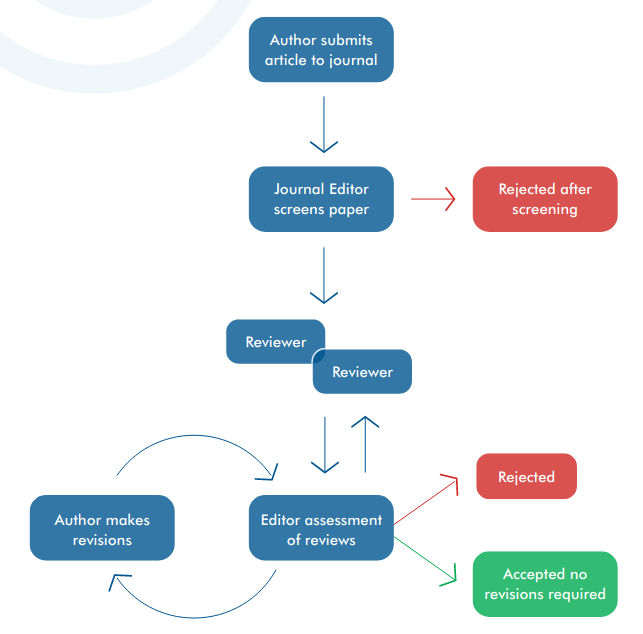 Author submits
article to journal
Journal Editor
screens paper
Rejected after
screening
Reviewer
Reviewer
Author makes
revisions
Editor assessment
of reviews
Rejected
Accepted no
revisions required